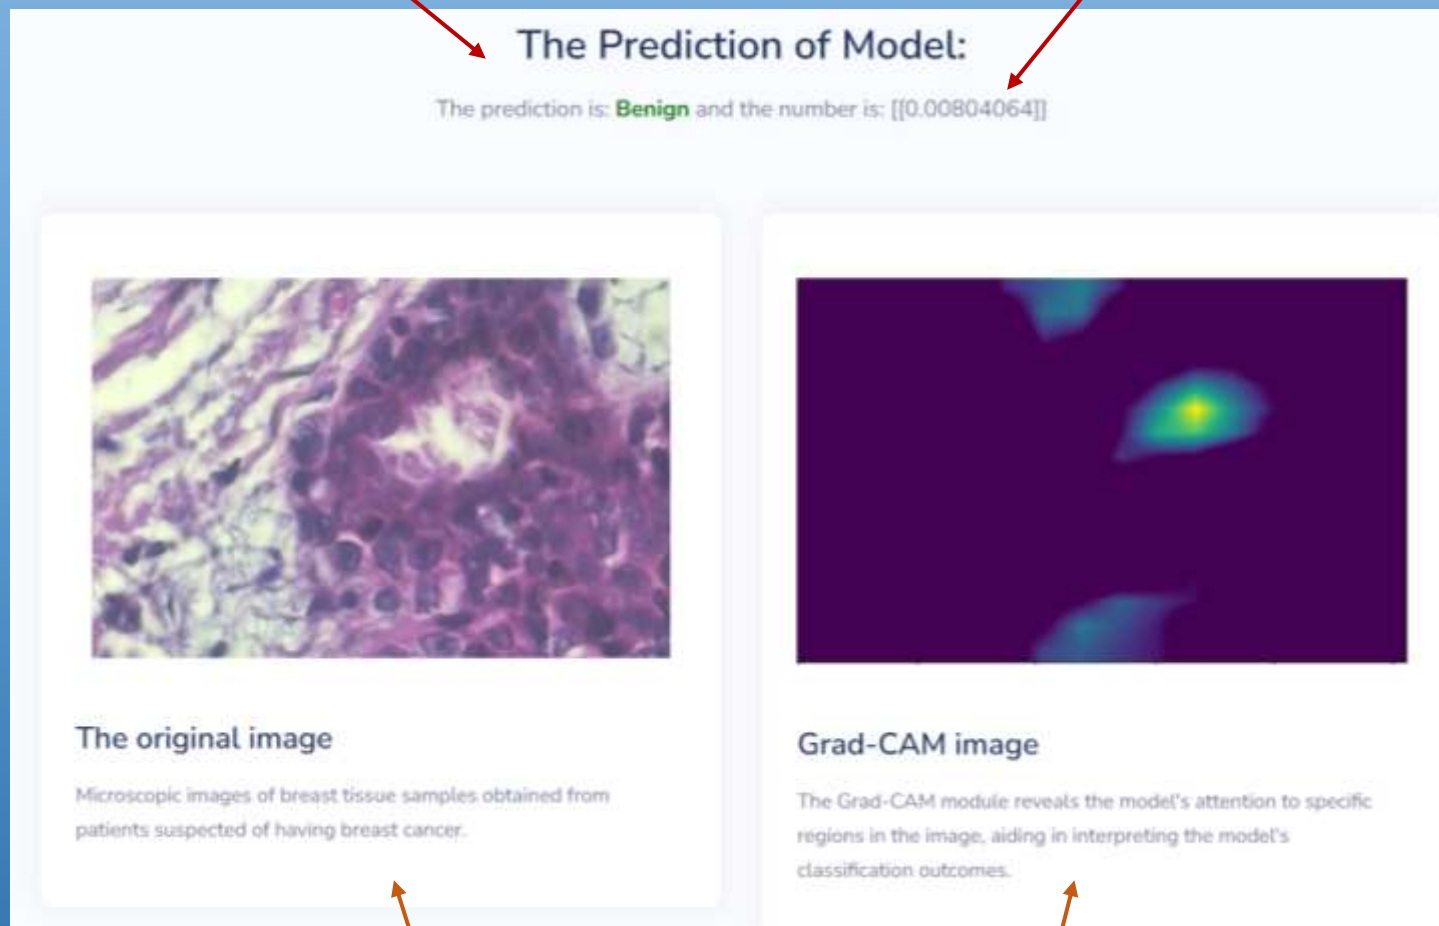 The Prediction of Model:
The prediction is: Benign and the number is: [[0.00804064]]
The original image
Microscopic images of breast tissue samples obtained from
patients suspected of having breast cancer.
Grad-CAM image
The Grad-CAM module reveals the model's attention to specific
regions in the image, aiding in interpreting the model's
classification outcomes.